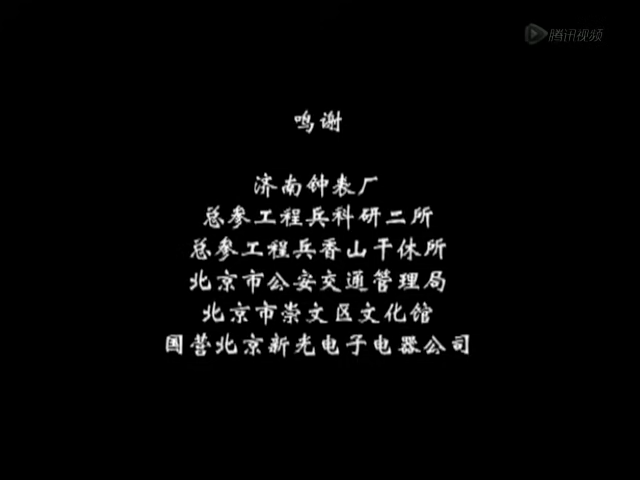 腾讯视频
鸣谢
济南钟表厂
总参工程兵科研二所
总参工程兵香山干休所
北京市公安交通管理局
北京市崇文区文化馆
国营北京新光电子电器公司